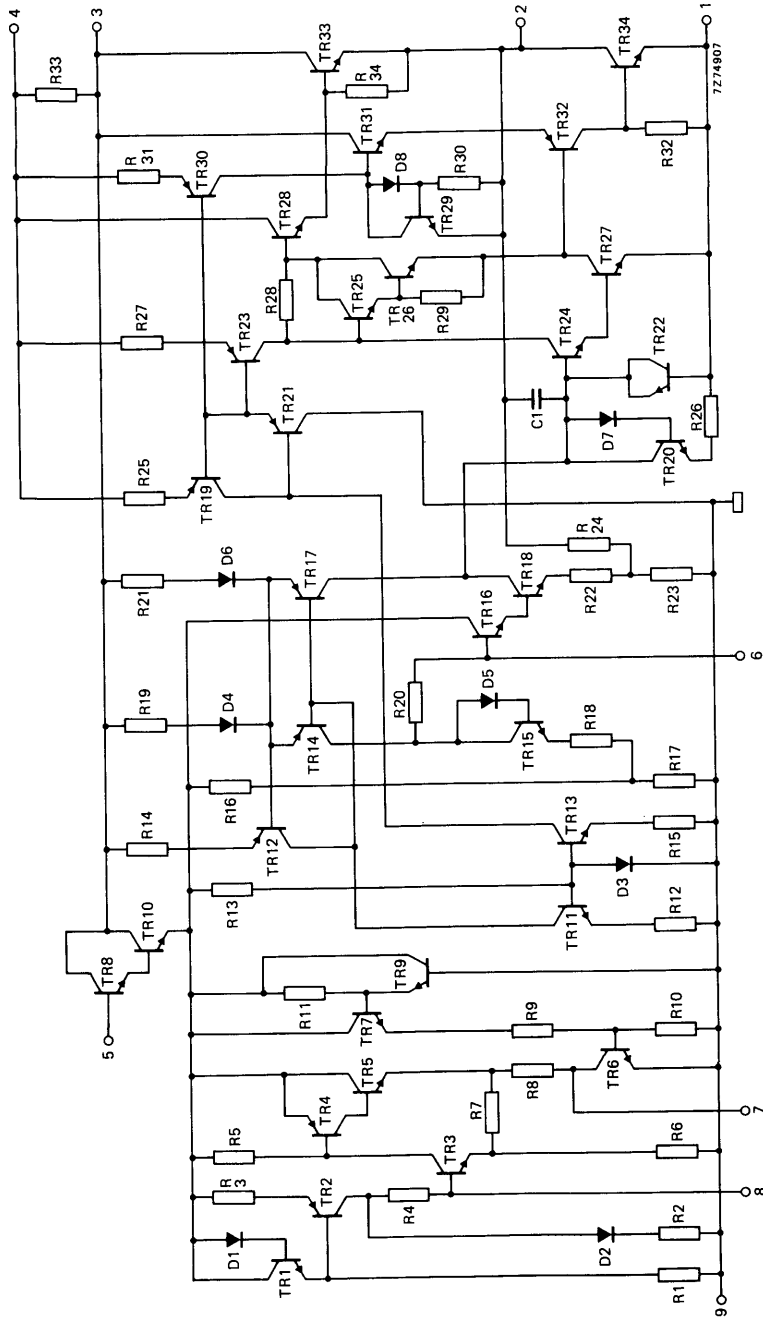 4
R33
3
5
TR8
TR10
R14
R19
R21
D6
D4
R25
R27
R
31
TR19
TR30
TR23
TR28
TR33
R
34
TR31
D8
R30
TR29
R28
TR25
TR
26
R29
TR21
D1
TR1
R
3
TR2
R5
TR4
TR5
R11
TR9
TR7
R13
TR12
R16
TR14
TR17
R4
TR3
R7
R8
R9
TR6
TR11
TR13
D3
R20
D5
TR15
R18
TR16
TR18
R22
R
24
C1
TR24
TR27
TR32
2
D7
TR20
TR22
R26
R32
TR34
R1
D2
R2
R6
R10
R12
R15
R17
R23
9
8
7
6
1
7Z74907